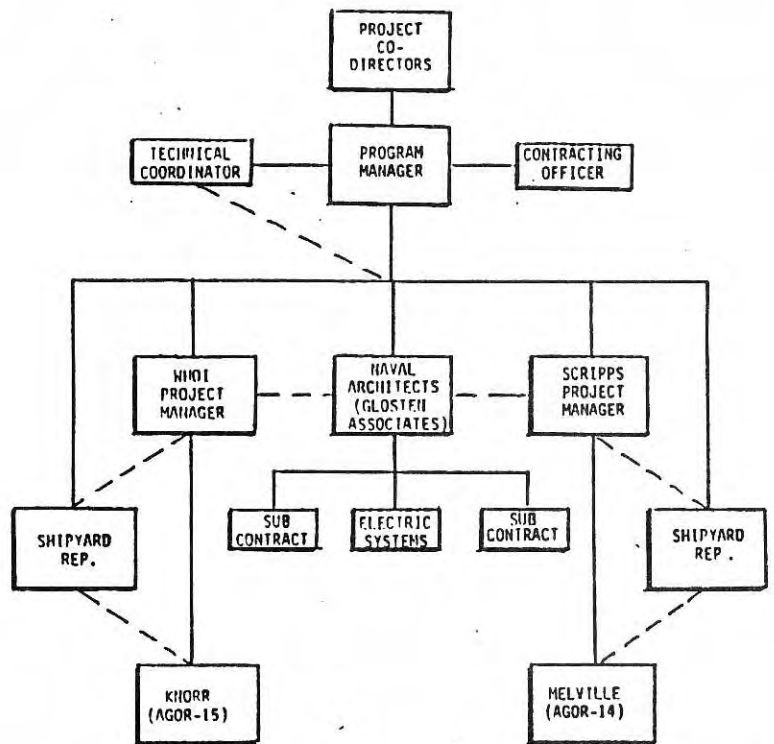 PROJECT
CO-
DIRECTORS
TECHNICAL
COORDINATOR
PROGRAM
MANAGER
CONTRACTING
OFFICER
WHOI
PROJECT
MANAGER
NAVAL
ARCHITECTS
(GLOSTEN
ASSOCIATES)
SCRIPPS
PROJECT
MANAGER
SHIPYARD
REP.
SUB
CONTRACT
ELECTRIC
SYSTEMS
SUB
CONTRACT
SHIPYARD
REP.
KNORR
(AGOR-15)
MELVILLE
(AGOR-14)